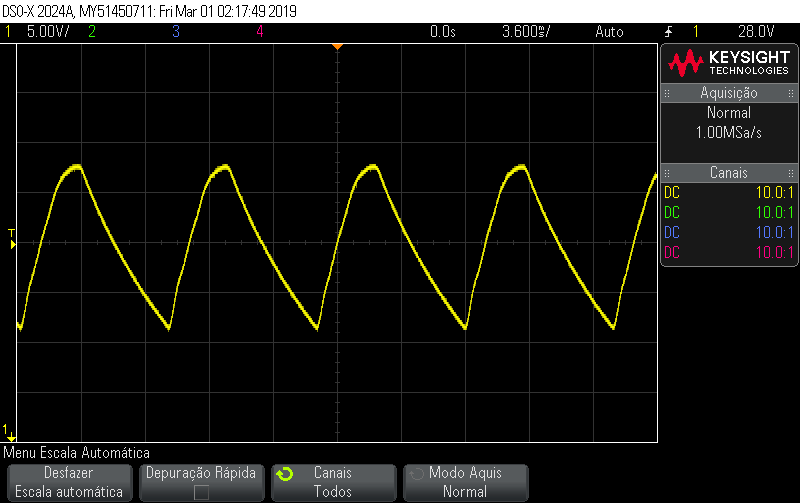 DSO-X 2024A, MY51450711: Fri Mar 01 02:17:49 2019
1 5.00V/ 2 3 4 0.0s 3.600ms/ Auto 1 28.0V
KEYSIGHT
TECHNOLOGIES
Aquisição
Normal
1.00MSa/s
Canais
DC 10.0:1
DC 10.0:1
DC 10.0:1
DC 10.0:1
T
1
Menu Escala Automática
Desfazer
Escala automática
Depuração Rápida
Canais
Todos
Modo Aquis
Normal